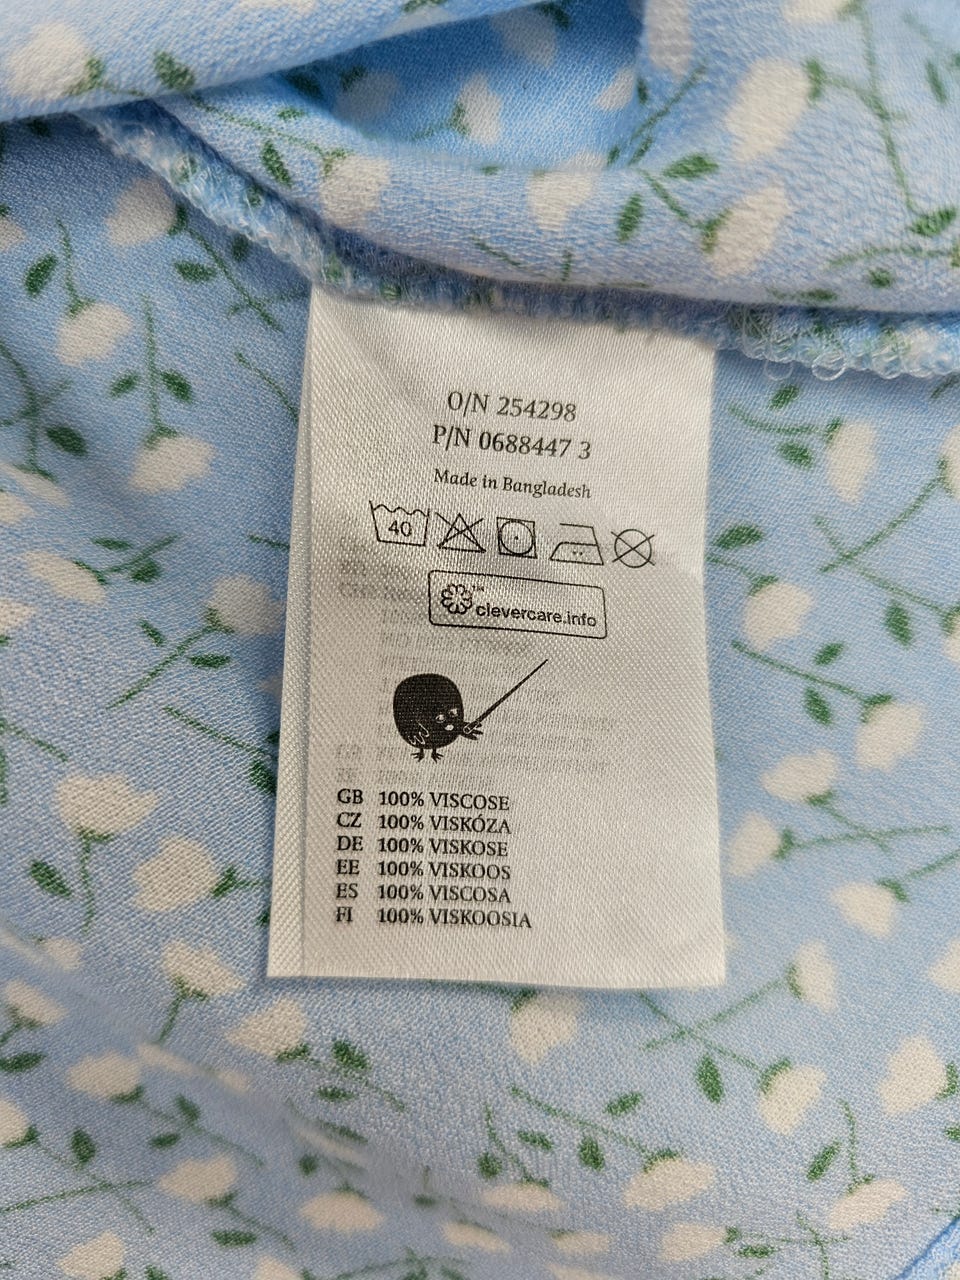 O/N 254298
P/N 0688447 3
Made in Bangladesh
40
clevercare.info™
GB 100% VISCOSE
CZ 100% VISKÓZA
DE 100% VISKOSE
EE 100% VISKOOS
ES 100% VISCOSA
FI 100% VISKOOSIA